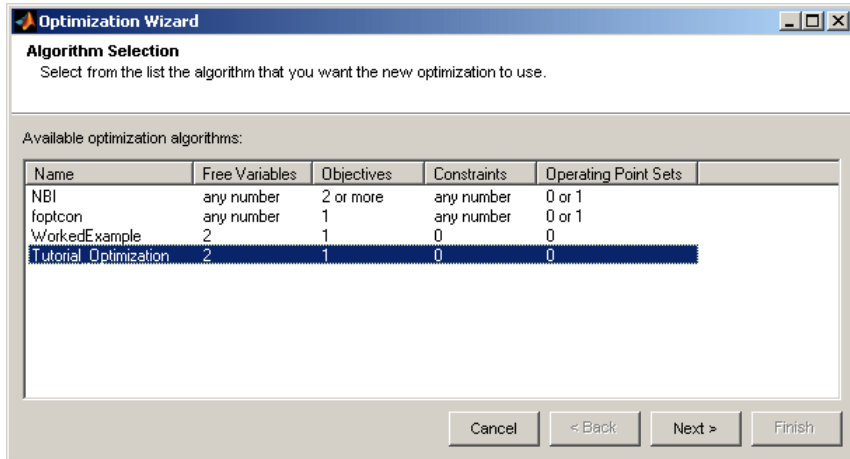 Optimization Wizard
Algorithm Selection
Select from the list the algorithm that you want the new optimization to use.
Available optimization algorithms:
Name Free Variables Objectives Constraints Operating Point Sets
NBI any number 2 or more any number 0 or 1
foptcon any number 1 any number 0 or 1
WorkedExample 2 1 0 0
Tutorial_Optimization 2 1 0 0
Cancel < Back Next > Finish